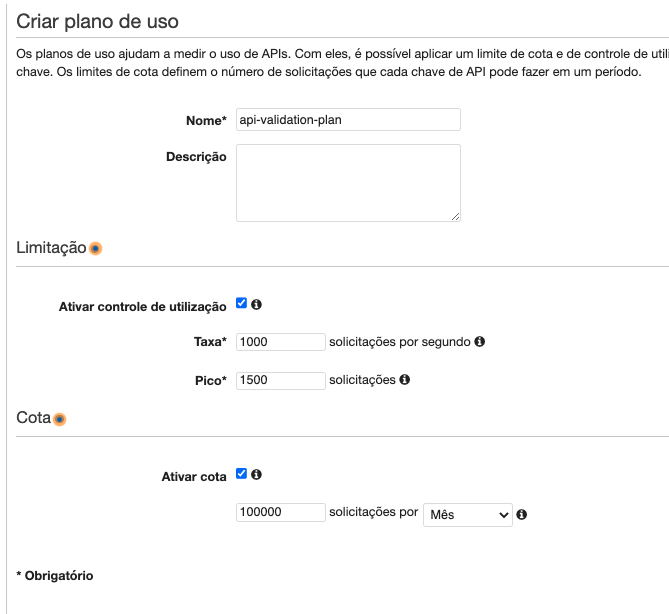 Criar plano de uso
Os planos de uso ajudam a medir o uso de APIs. Com eles, é possível aplicar um limite de cota e de controle de
chave. Os limites de cota definem o número de solicitações que cada chave de API pode fazer em um período.
Nome* api-validation-plan
Descrição
Limitação
Ativar controle de utilização
Taxa* 1000 solicitações por segundo
Pico* 1500 solicitações
Cota
Ativar cota
100000 solicitações por Mês
* Obrigatório